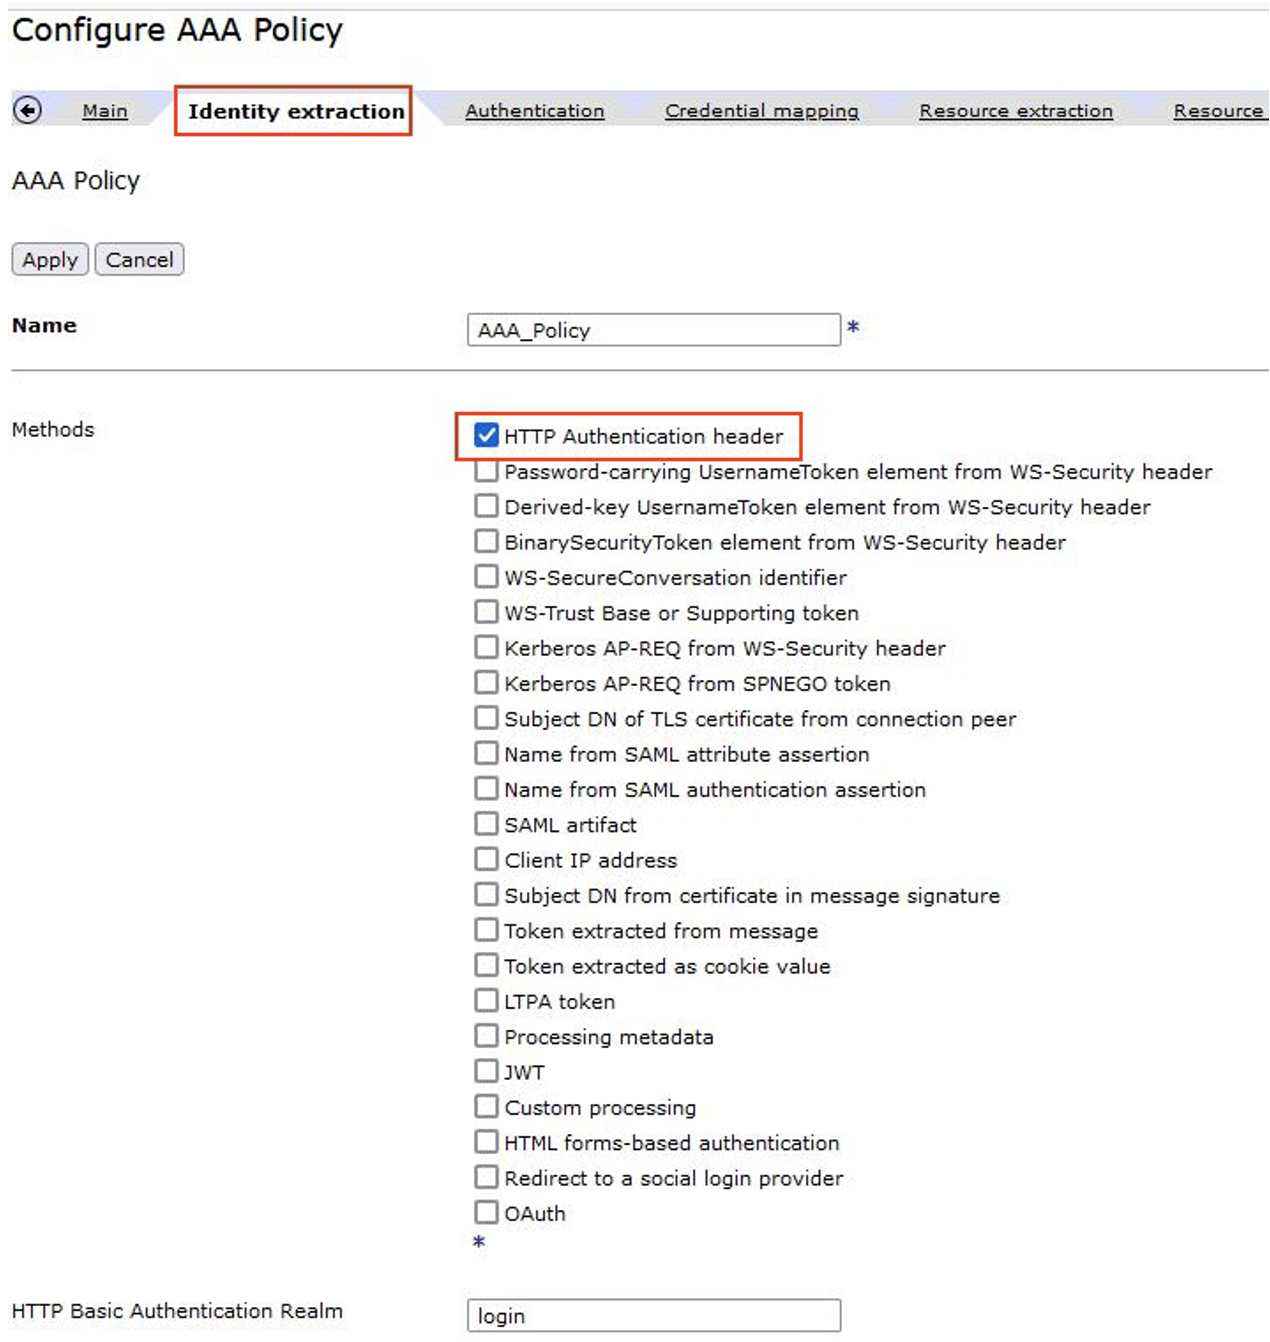 Configure AAA Policy
Main Identity extraction Authentication Credential mapping Resource extraction Resource
AAA Policy
Apply Cancel
Name AAA_Policy *
Methods HTTP Authentication header
Password-carrying UsernameToken element from WS-Security header
Derived-key UsernameToken element from WS-Security header
BinarySecurityToken element from WS-Security header
WS-SecureConversation identifier
WS-Trust Base or Supporting token
Kerberos AP-REQ from WS-Security header
Kerberos AP-REQ from SPNEGO token
Subject DN of TLS certificate from connection peer
Name from SAML attribute assertion
Name from SAML authentication assertion
SAML artifact
Client IP address
Subject DN from certificate in message signature
Token extracted from message
Token extracted as cookie value
LTPA token
Processing metadata
JWT
Custom processing
HTML forms-based authentication
Redirect to a social login provider
OAuth
*
HTTP Basic Authentication Realm login